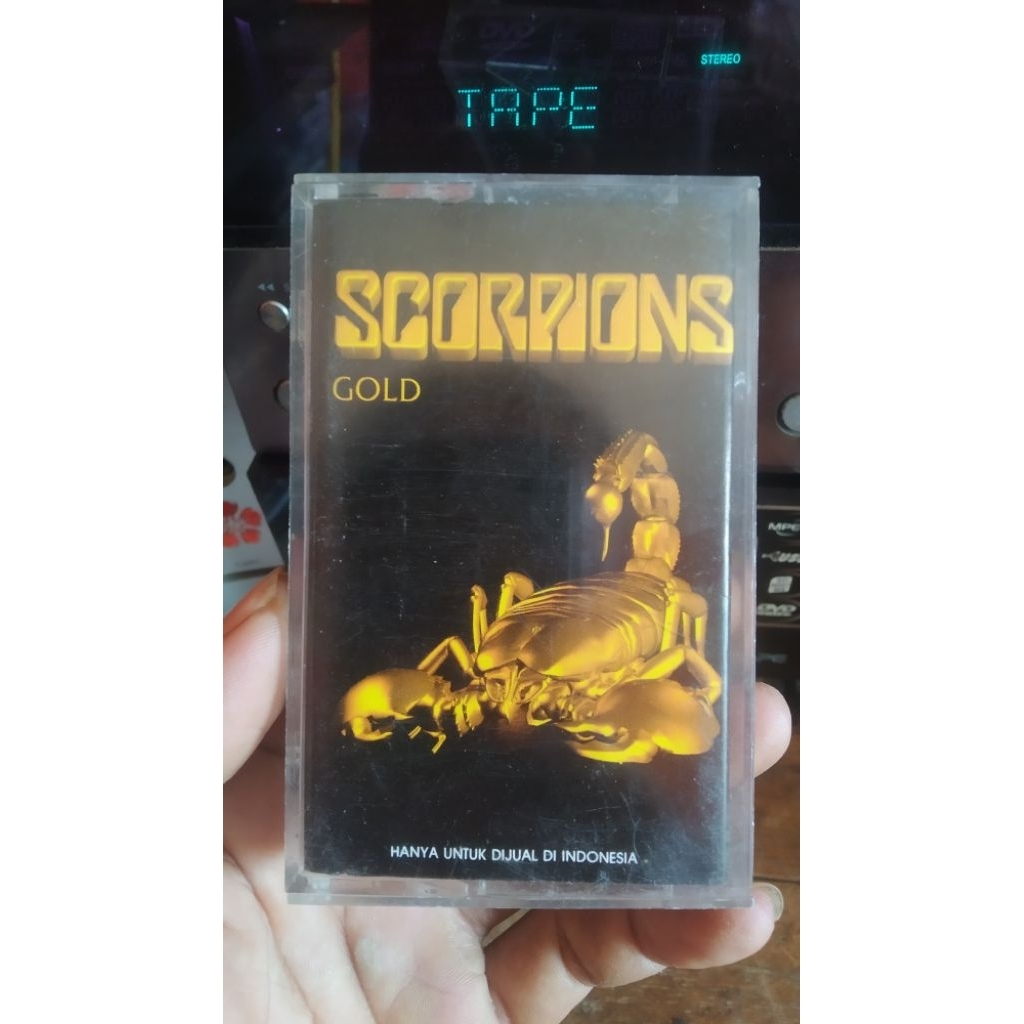 STEREO
TAPE
SCORPIONS
GOLD
HANYA UNTUK DIJUAL DI INDONESIA